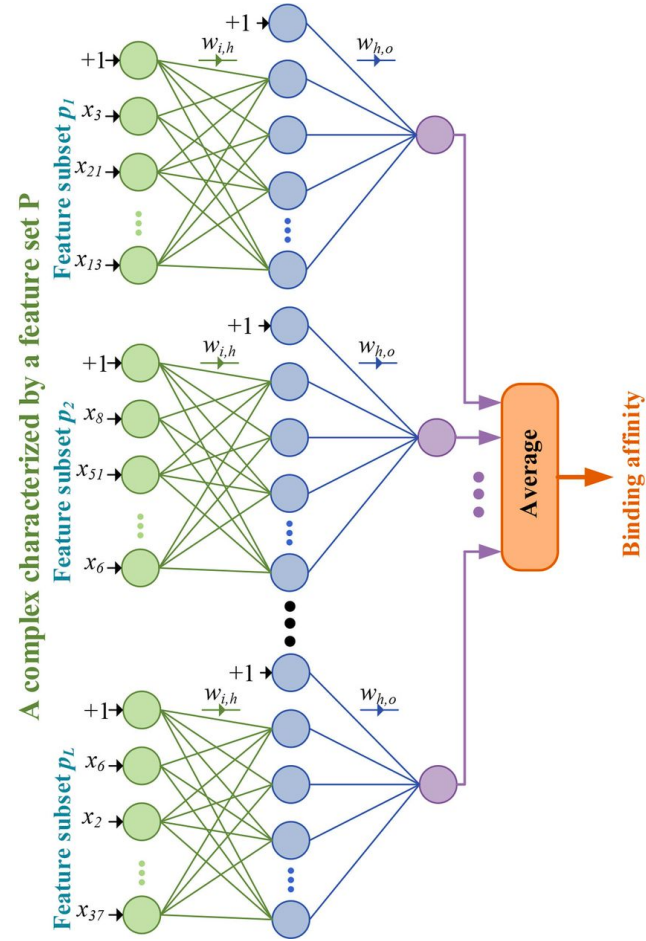 A complex characterized by a feature set P
Feature subset p1
+1
x3
x21
x13
wi,h
+1
wh,o
Feature subset p2
+1
x8
x51
x6
wi,h
+1
wh,o
Feature subset pL
+1
x6
x2
x37
wi,h
+1
wh,o
Average
Binding affinity